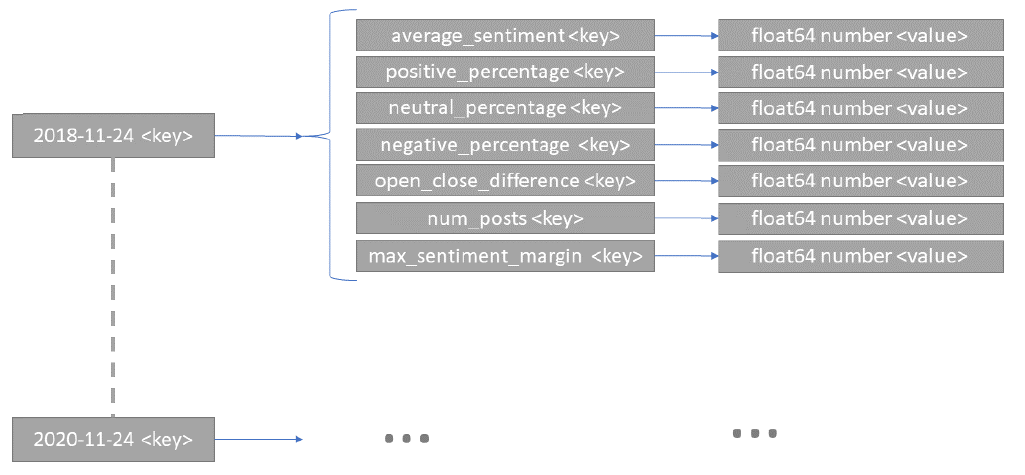 average_sentiment <key>
float64 number <value>
positive_percentage <key>
float64 number <value>
neutral_percentage <key>
float64 number <value>
2018-11-24 <key>
negative_percentage <key>
float64 number <value>
open_close_difference <key>
float64 number <value>
num_posts <key>
float64 number <value>
max_sentiment_margin <key>
float64 number <value>
2020-11-24 <key>
...
...